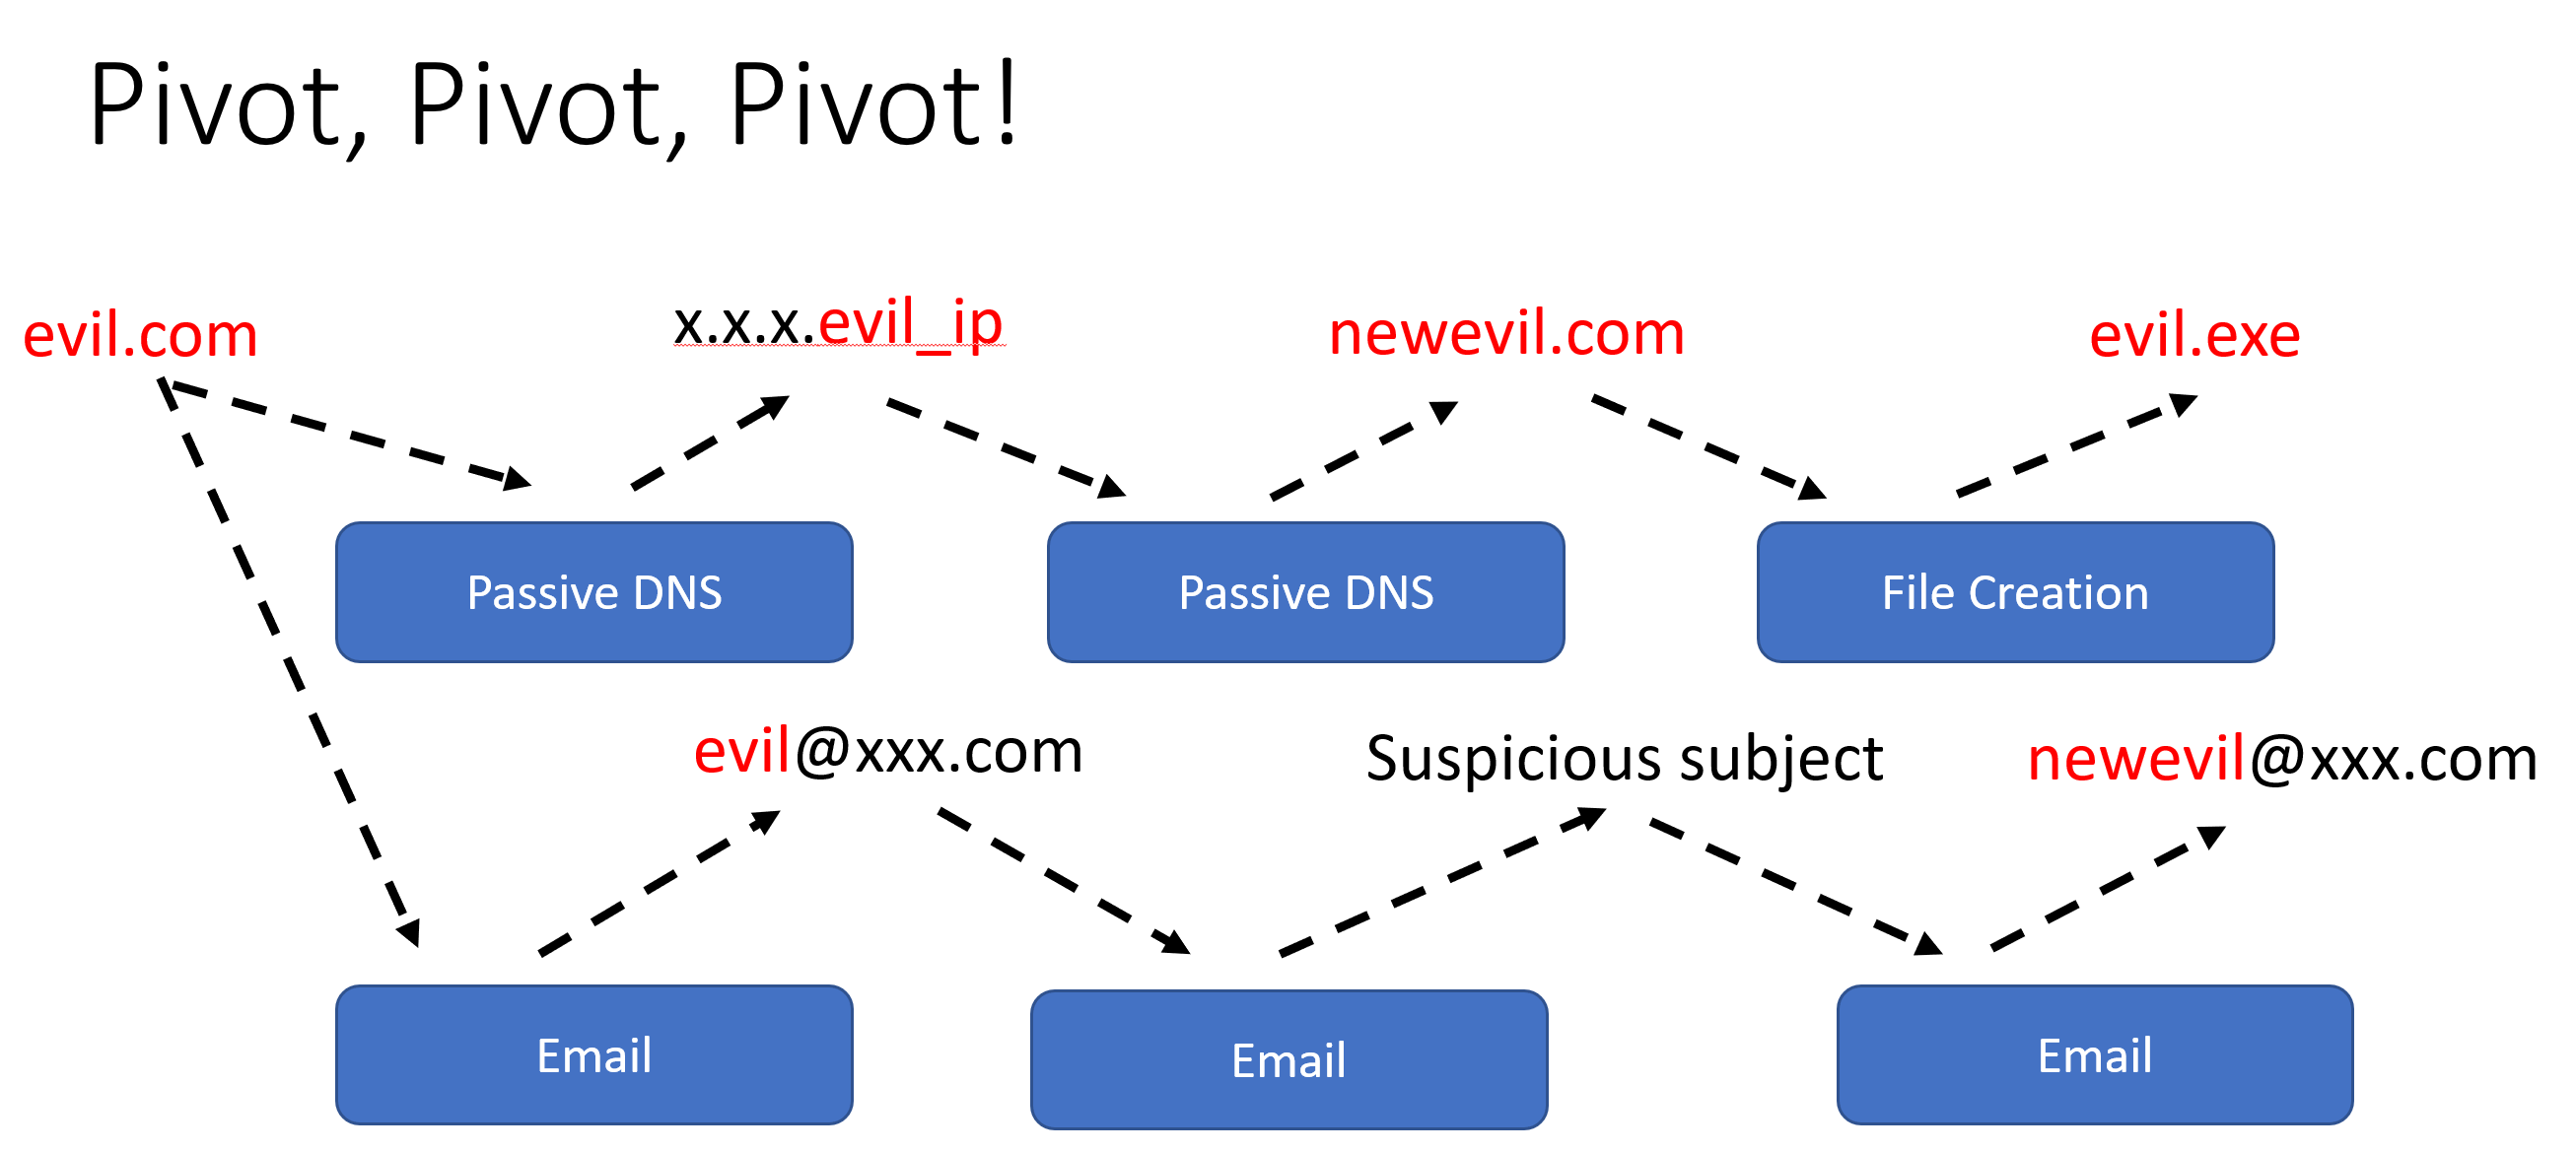 Pivot, Pivot, Pivot!
evil.com
x.x.x.evil_ip
newevil.com
evil.exe
Passive DNS
Passive DNS
File Creation
evil@xxx.com
Suspicious subject
newevil@xxx.com
Email
Email
Email